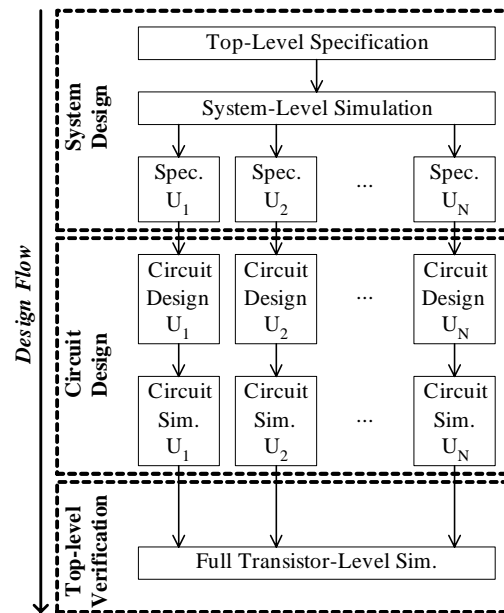 Design Flow
System
Design
Top-Level Specification
System-Level Simulation
Spec.
U1
Spec.
U2
...
Spec.
UN
Circuit
Design
Circuit
Design
U1
Circuit
Design
U2
...
Circuit
Design
UN
Circuit
Sim.
U1
Circuit
Sim.
U2
...
Circuit
Sim.
UN
Top-level
Verification
Full Transistor-Level Sim.